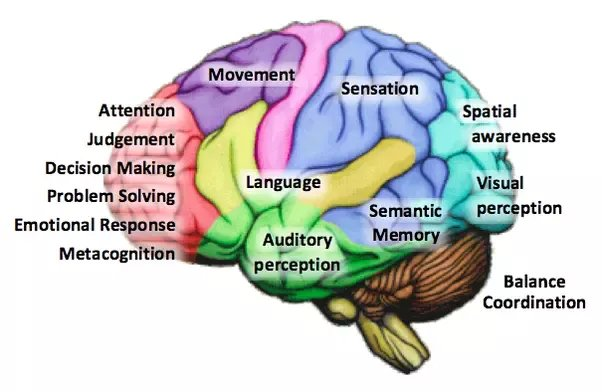 Movement
Sensation
Attention
Judgement
Decision Making
Problem Solving
Emotional Response
Metacognition
Language
Auditory
perception
Semantic
Memory
Spatial
awareness
Visual
perception
Balance
Coordination